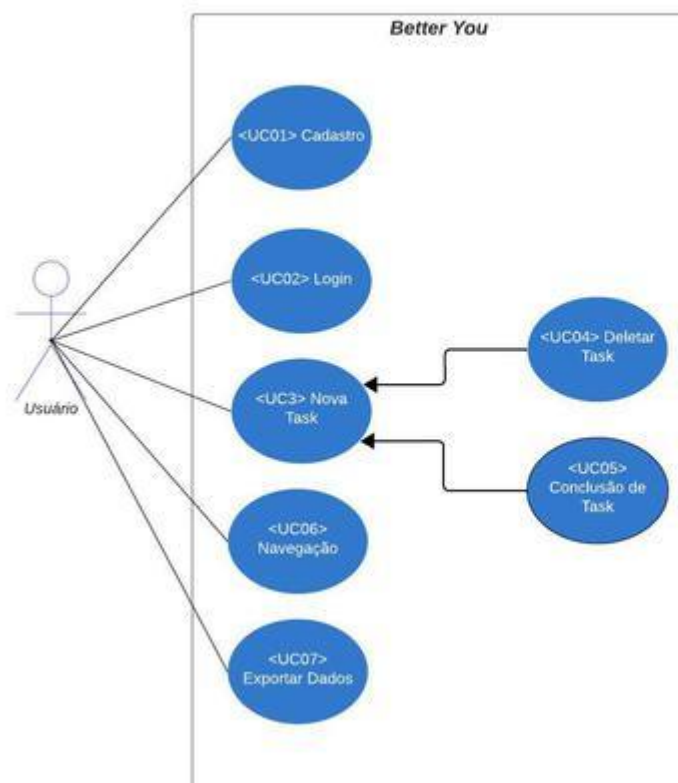 Better You
<UC01> Cadastro
<UC02> Login
<UC04> Deletar
Task
<UC3> Nova
Task
Usuário
<UC05>
Conclusão de
Task
<UC06>
Navegação
<UC07>
Exportar Dados